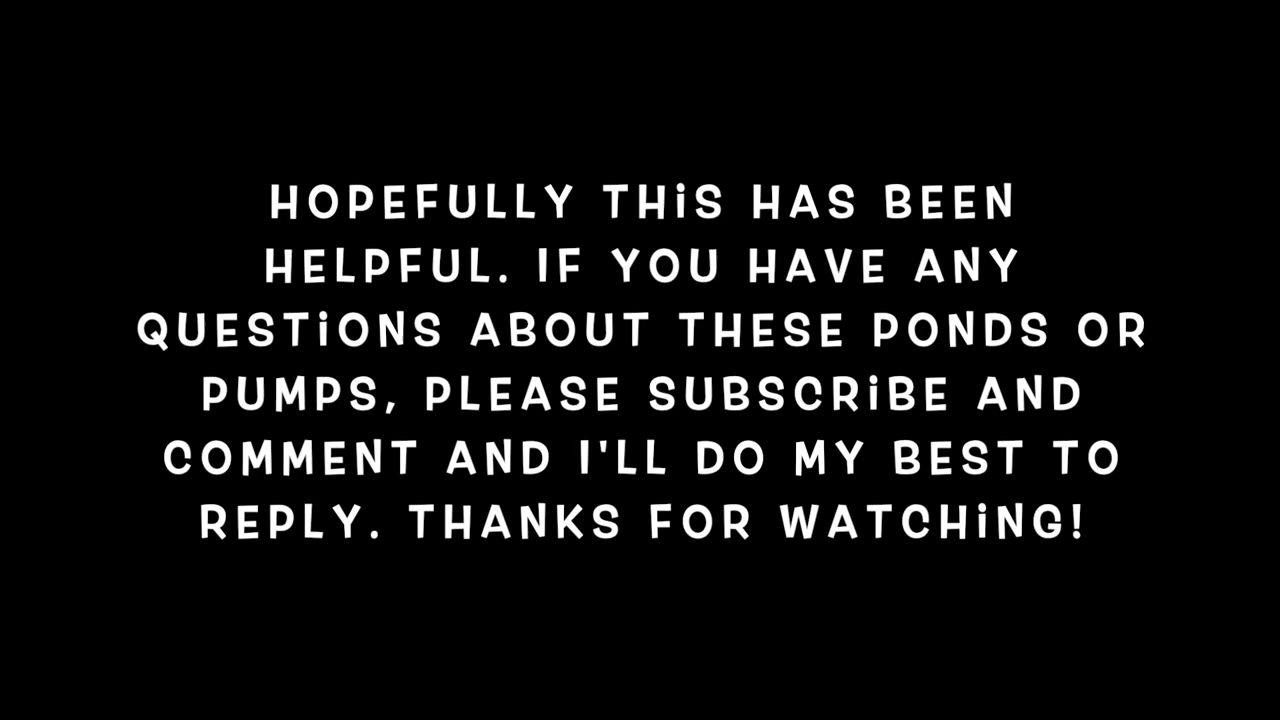 HOPEFULLY THiS HAS BEEN
HELPFUL. IF YOU HAVE ANY
QUESTiONS ABOUT THESE PONDS OR
PUMPS, PLEASE SUBSCRiBE AND
COMMENT AND I'LL DO MY BEST TO
REPLY. THANKS FOR WATCHiNG!